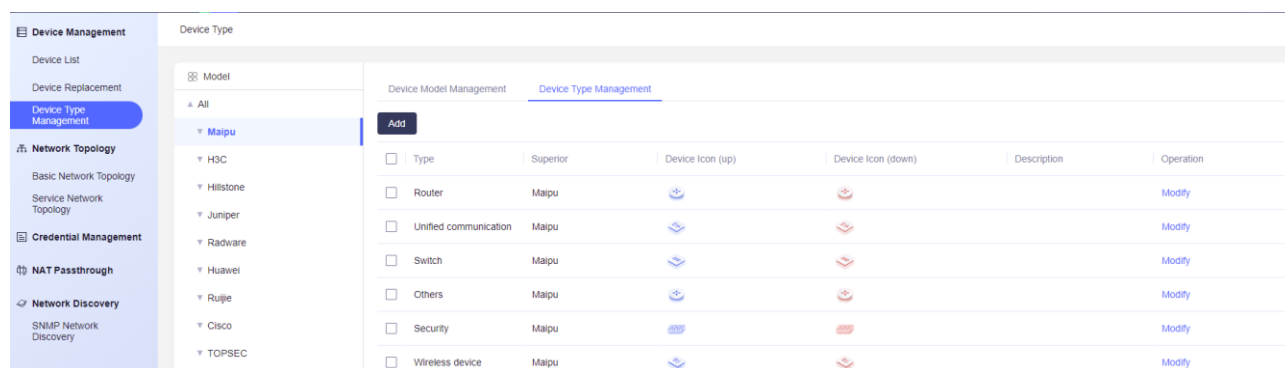 Device Management
Device List
Device Replacement
Device Type
Management
Network Topology
Basic Network Topology
Service Network
Topology
Credential Management
NAT Passthrough
Network Discovery
SNMP Network
Discovery
Device Type
Model
All
Maipu
H3C
Hillstone
Juniper
Radware
Huawei
Ruijie
Cisco
TOPSEC
Device Model Management Device Type Management
Add
Type Superior Device Icon (up) Device Icon (down) Description Operation
Router Maipu Modify
Unified communication Maipu Modify
Switch Maipu Modify
Others Maipu Modify
Security Maipu Modify
Wireless device Maipu Modify